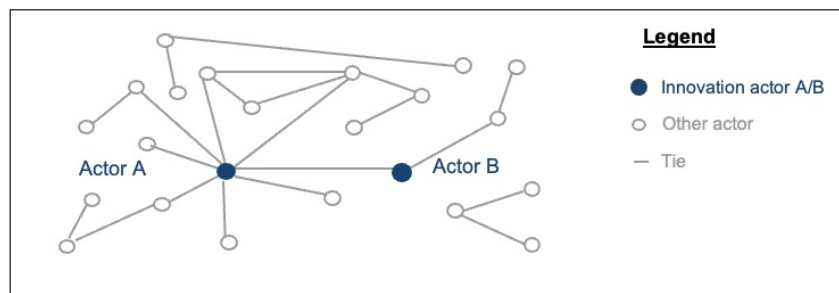 Legend
Innovation actor A/B
Other actor
Tie
Actor A
Actor B